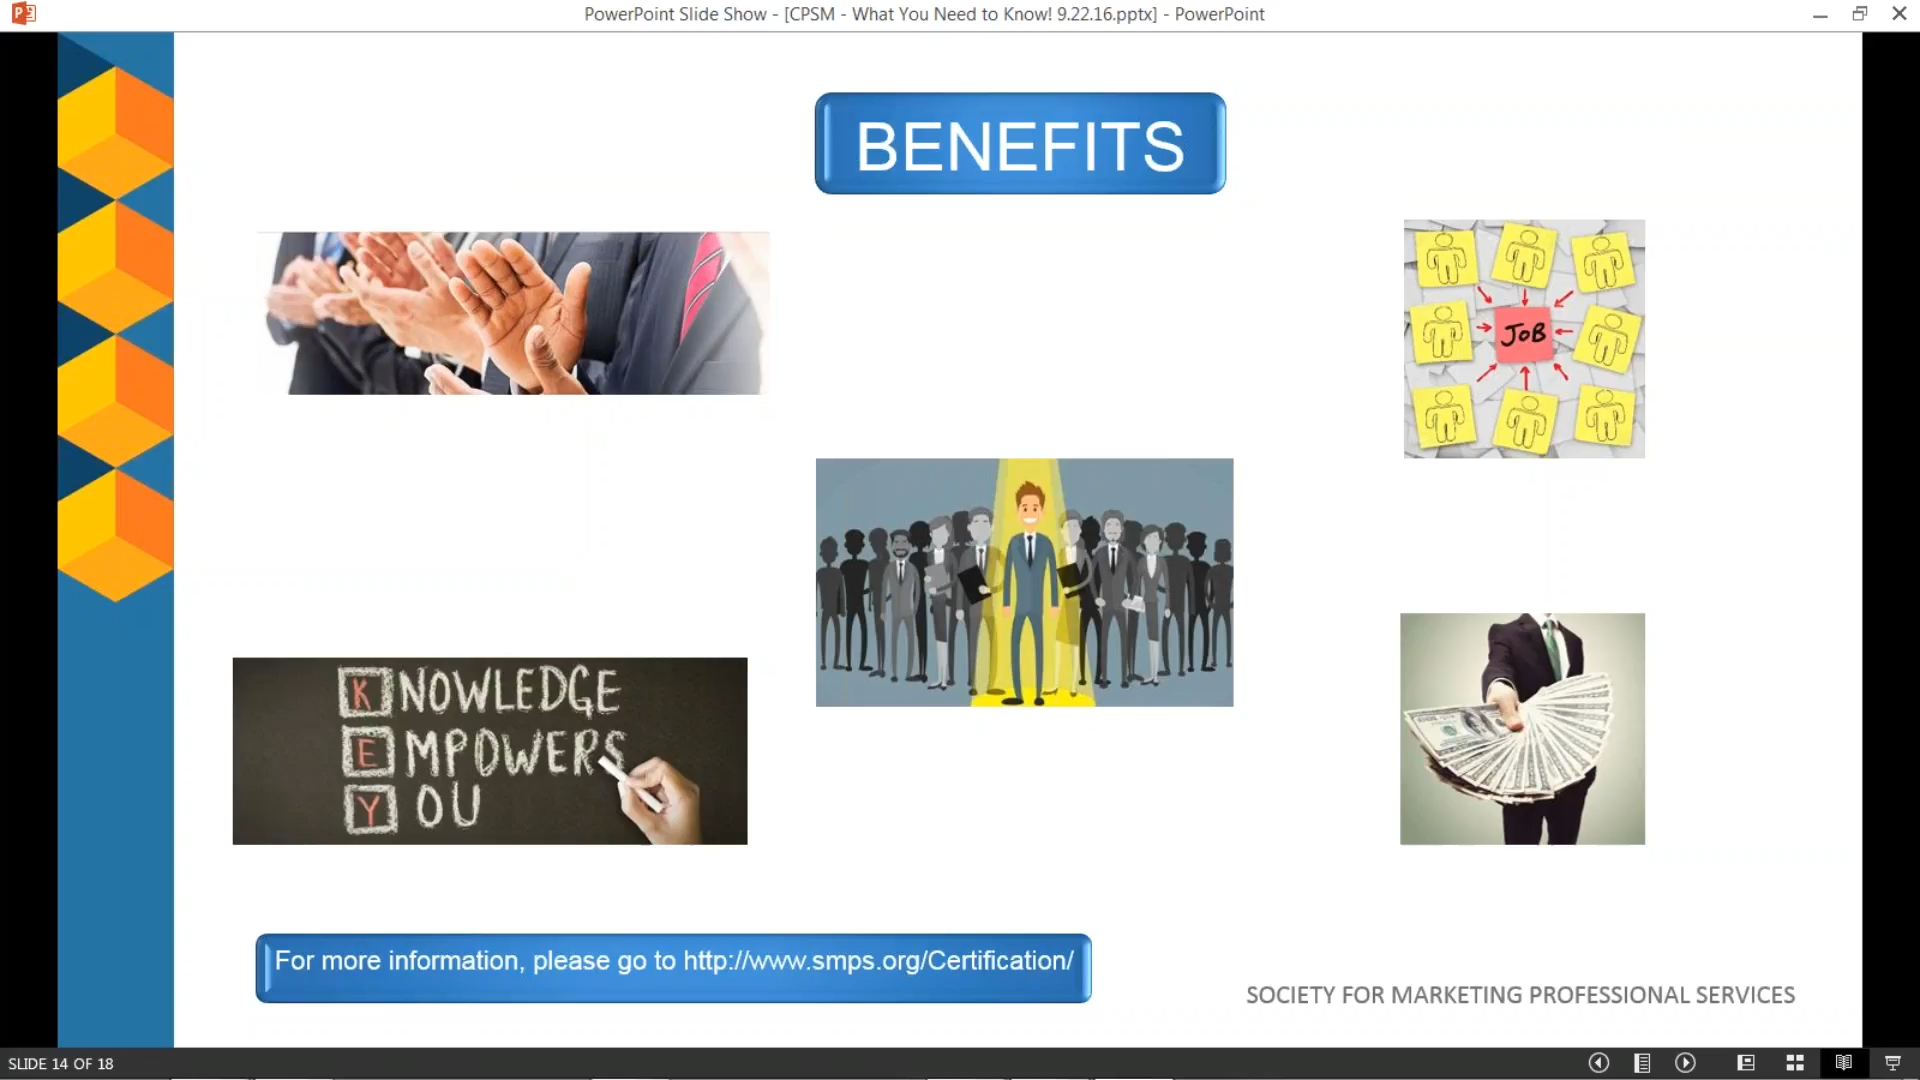 PowerPoint Slide Show - [CPSM - What You Need to Know! 9.22.16.pptx] - PowerPoint
BENEFITS
JOB
KNOWLEDGE
EMPOWERS
YOU
For more information, please go to http://www.smps.org/Certification/
SOCIETY FOR MARKETING PROFESSIONAL SERVICES
SLIDE 14 OF 18